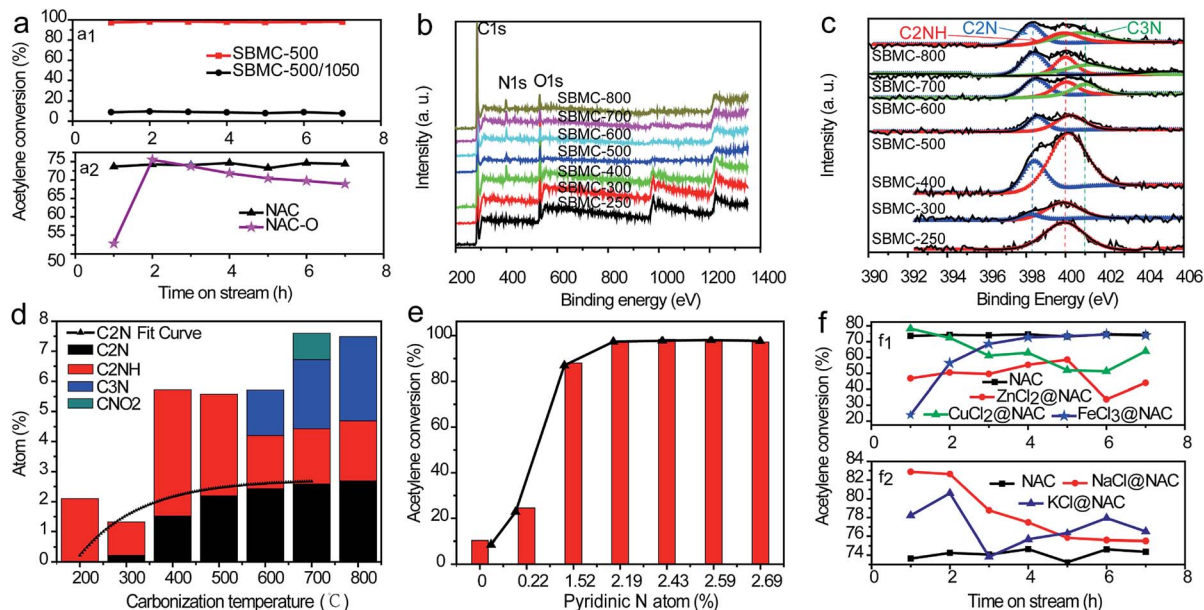 a
a1
SBMC-500
SBMC-500/1050
100
80
60
40
20
0
0 2 4 6 8
a2
NAC
NAC-O
75
70
65
60
55
50
0 2 4 6 8
Acetylene conversion (%)
Time on stream (h)
b
C1s
N1s
O1s
SBMC-800
SBMC-700
SBMC-600
SBMC-500
SBMC-400
SBMC-300
SBMC-250
Intensity (a. u.)
200 400 600 800 1000 1200 1400
Binding energy (eV)
c
C2NH
C2N
C3N
SBMC-800
SBMC-700
SBMC-600
SBMC-500
SBMC-400
SBMC-300
SBMC-250
Intensity (a. u.)
390 392 394 396 398 400 402 404 406
Binding Energy (eV)
d
C2N Fit Curve
C2N
C2NH
C3N
CNO2
Atom (%)
8
7
6
5
4
3
2
1
0
200 300 400 500 600 700 800
Carbonization temperature (℃)
e
Acetylene conversion (%)
100
80
60
40
20
0
0 0.22 1.52 2.19 2.43 2.59 2.69
Pyridinic N atom (%)
f
f1
80
70
60
50
40
30
20
NAC
ZnCl2@NAC
CuCl2@NAC
FeCl3@NAC
0 2 4 6 8
f2
NAC
NaCl@NAC
KCl@NAC
84
82
80
78
76
74
0 2 4 6 8
Acetylene conversion (%)
Time on stream (h)